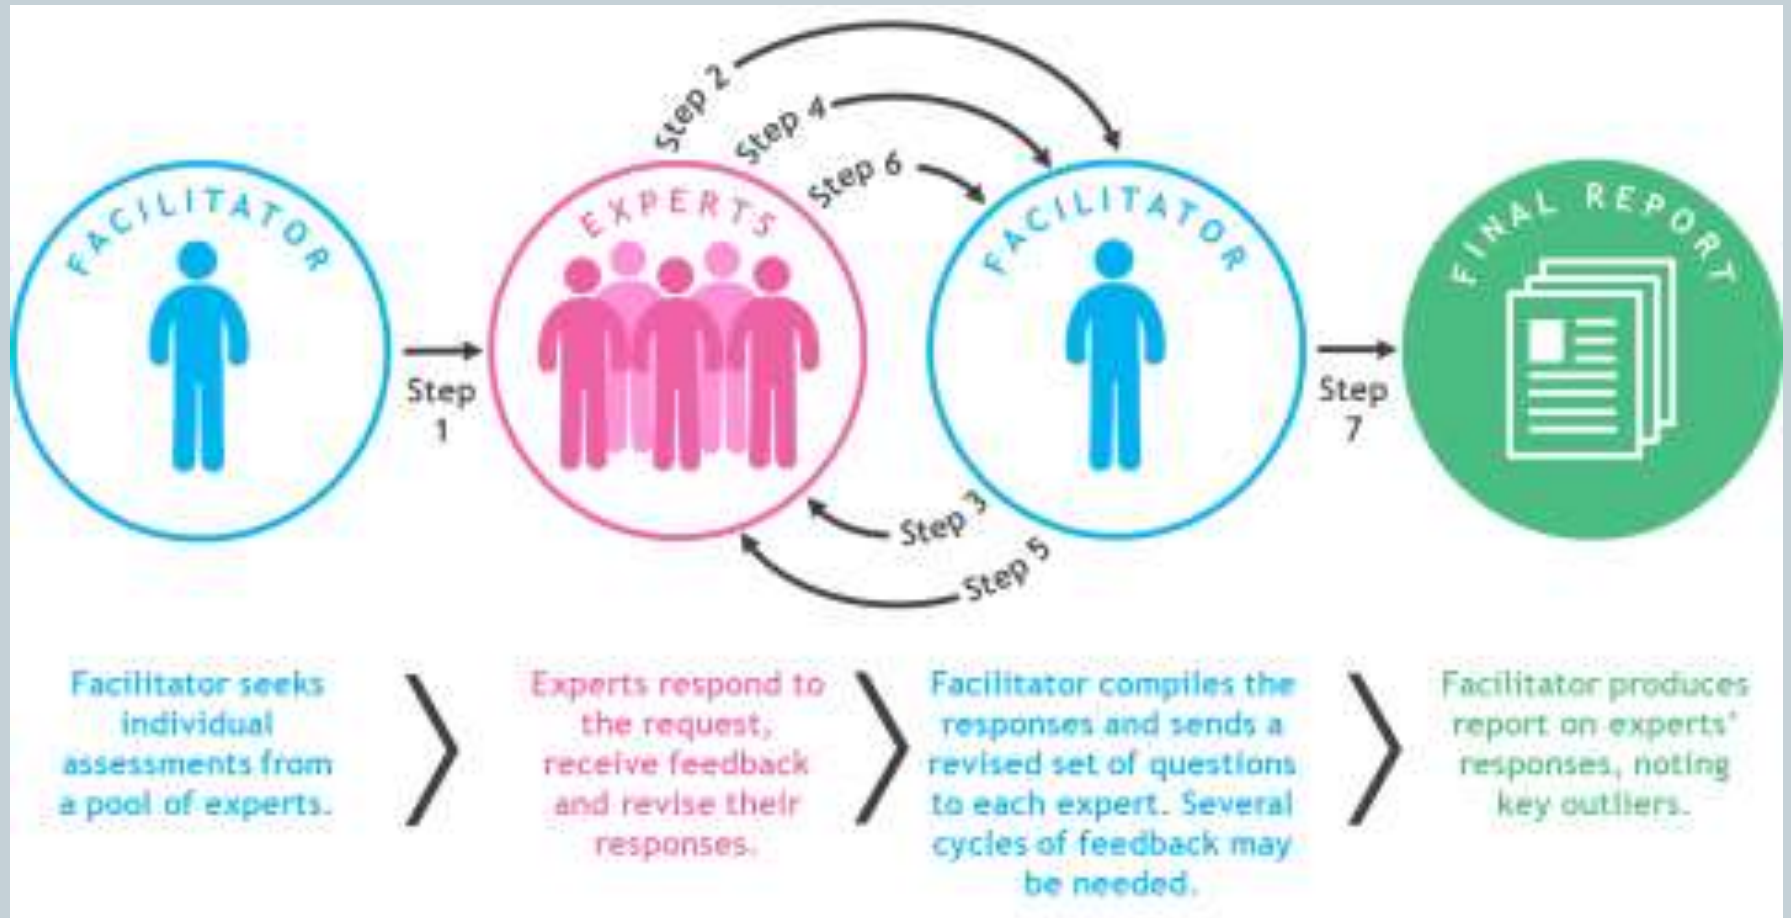 Step 2
Step 4
Step 6
FACILITATOR
EXPERTS
FACILITATOR
FINAL REPORT
Step
1
Step
7
Step 3
Step 5
Facilitator seeks
individual
assessments from
a pool of experts.
Experts respond to
the request,
receive feedback
and revise their
responses.
Facilitator compiles the
responses and sends a
revised set of questions
to each expert. Several
cycles of feedback may
be needed.
Facilitator produces
report on experts'
responses, noting
key outliers.